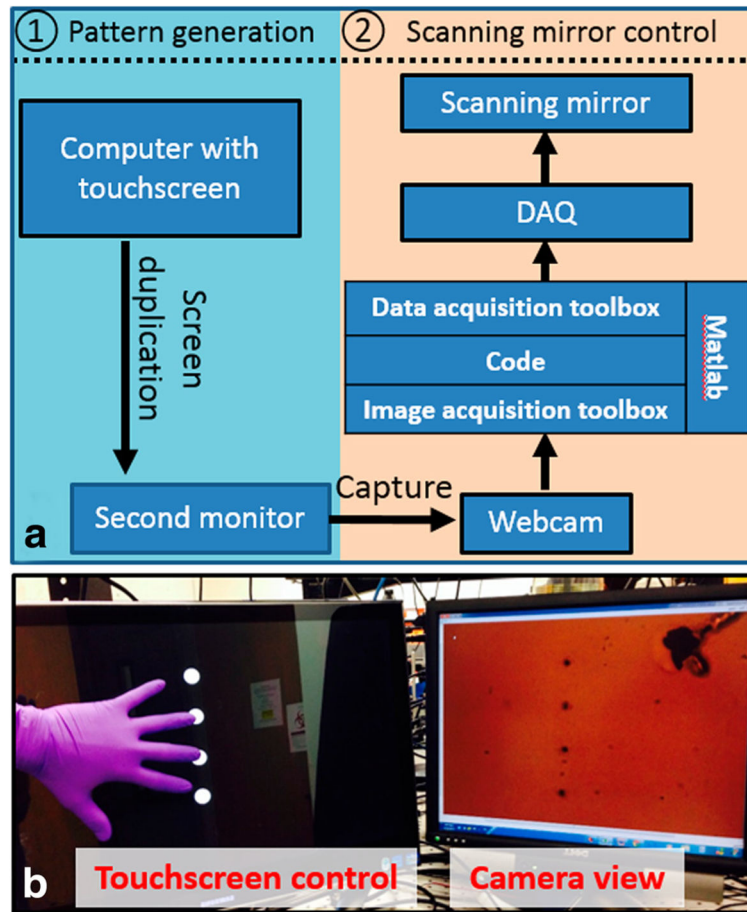 ① Pattern generation
② Scanning mirror control
Computer with
touchscreen
Screen
duplication
Second monitor
Capture
Scanning mirror
DAQ
Data acquisition toolbox
Code
Image acquisition toolbox
Matlab
Webcam
a
b
Touchscreen control
Camera view